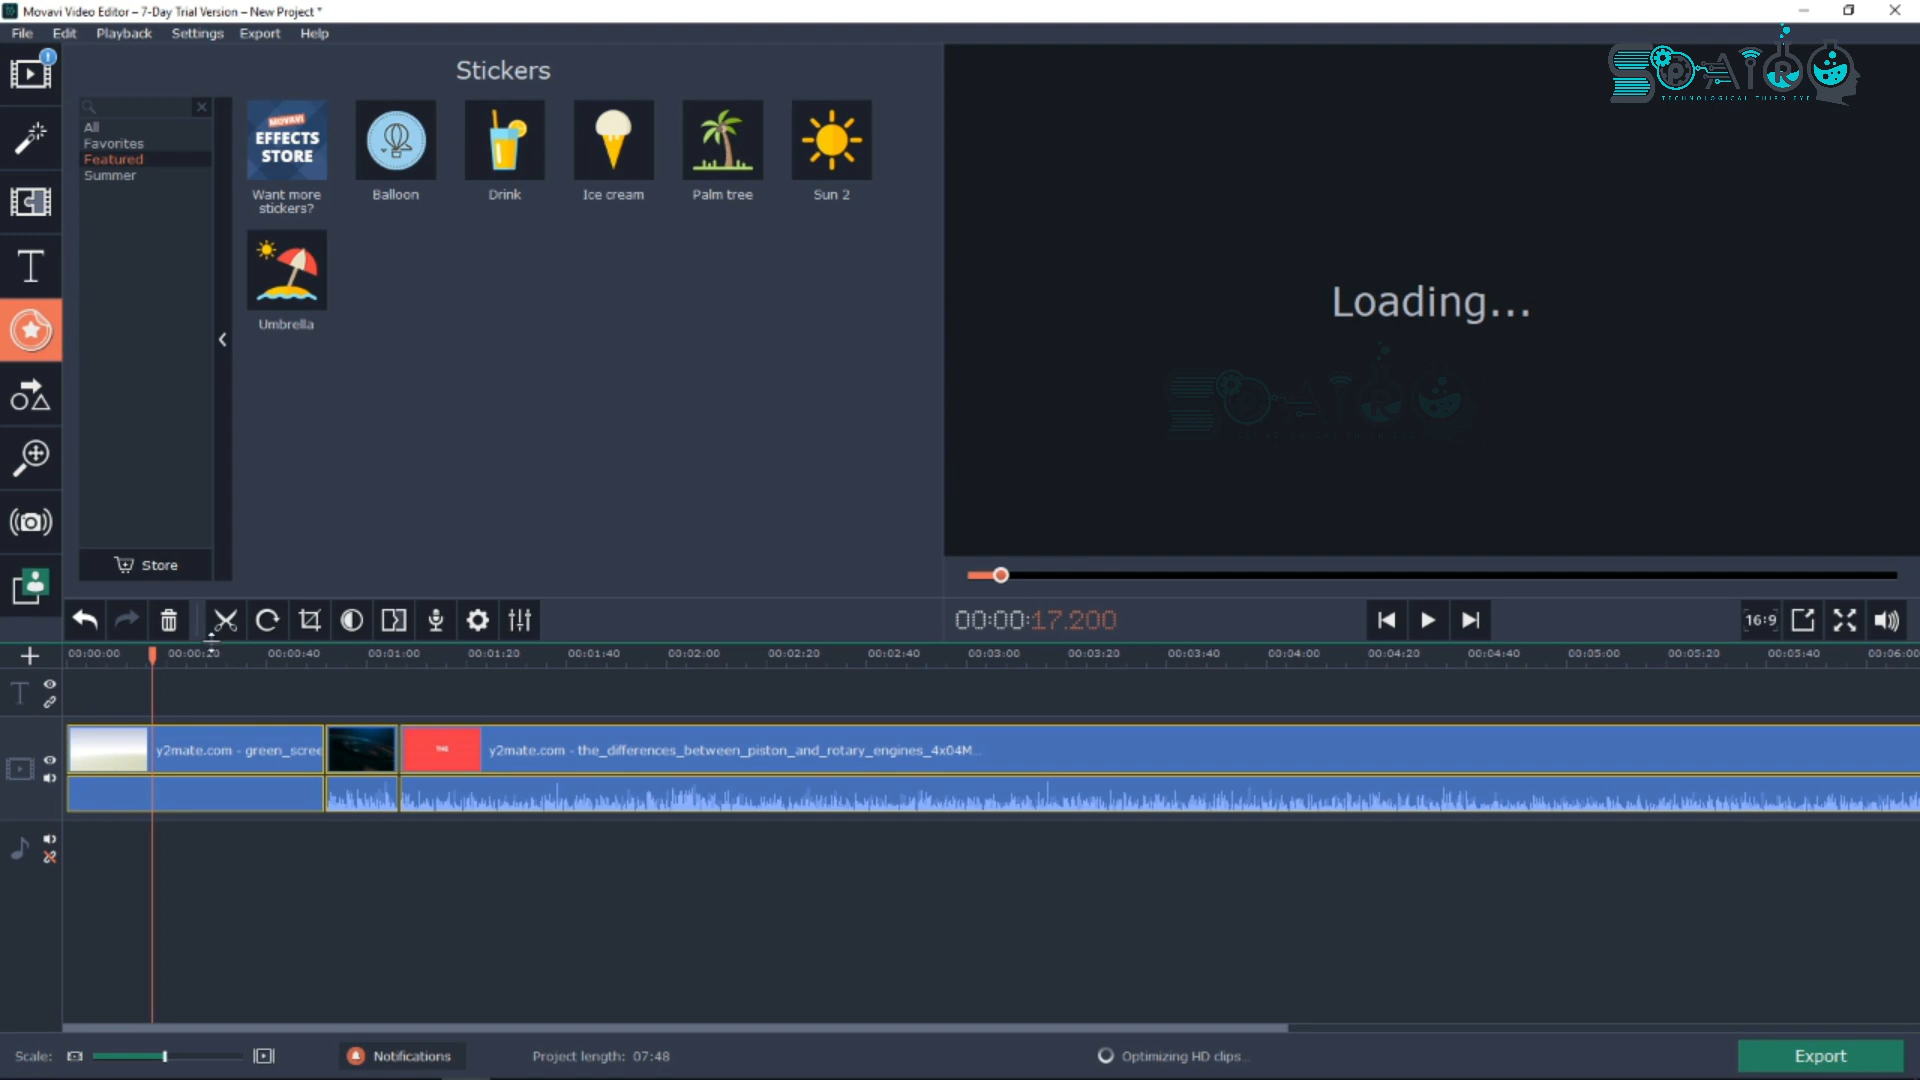 Movavi Video Editor – 7-Day Trial Version – New Project *
File Edit Playback Settings Export Help
TECHNOLOGICAL THIRD EYE
Stickers
All
Favorites
Featured
Summer
Store
MOVAVI
EFFECTS
STORE
Want more
stickers?
Balloon
Drink
Ice cream
Palm tree
Sun 2
Umbrella
Loading...
00:00:17.200
16:9
00:00:00 00:00:20 00:00:40 00:01:00 00:01:20 00:01:40 00:02:00 00:02:20 00:02:40 00:03:00 00:03:20 00:03:40 00:04:00 00:04:20 00:04:40 00:05:00 00:05:20 00:05:40 00:06:00
y2mate.com - green_scree
THE
y2mate.com - the_differences_between_piston_and_rotary_engines_4x04M...
Scale:
Notifications
Project length: 07:48
Optimizing HD clips...
Export